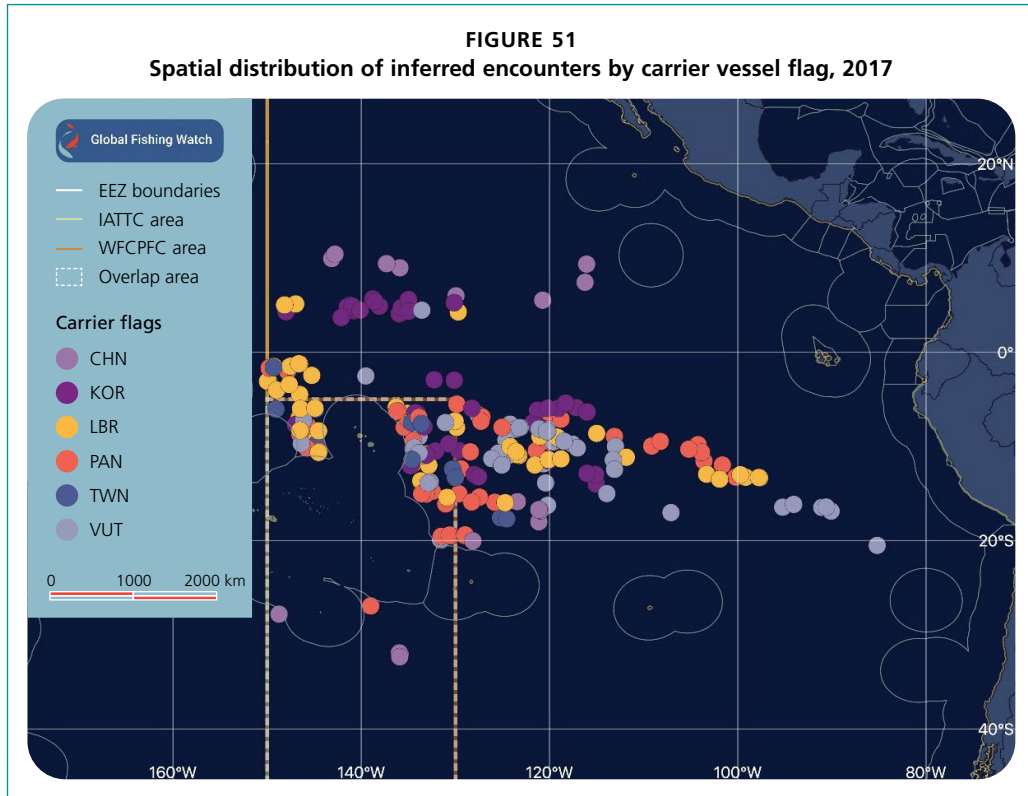 FIGURE 51
Spatial distribution of inferred encounters by carrier vessel flag, 2017
Global Fishing Watch
EEZ boundaries
IATTC area
WFCPFC area
Overlap area
Carrier flags
CHN
KOR
LBR
PAN
TWN
VUT
0 1000 2000 km
20°N
0°
20°S
40°S
160°W 140°W 120°W 100°W 80°W